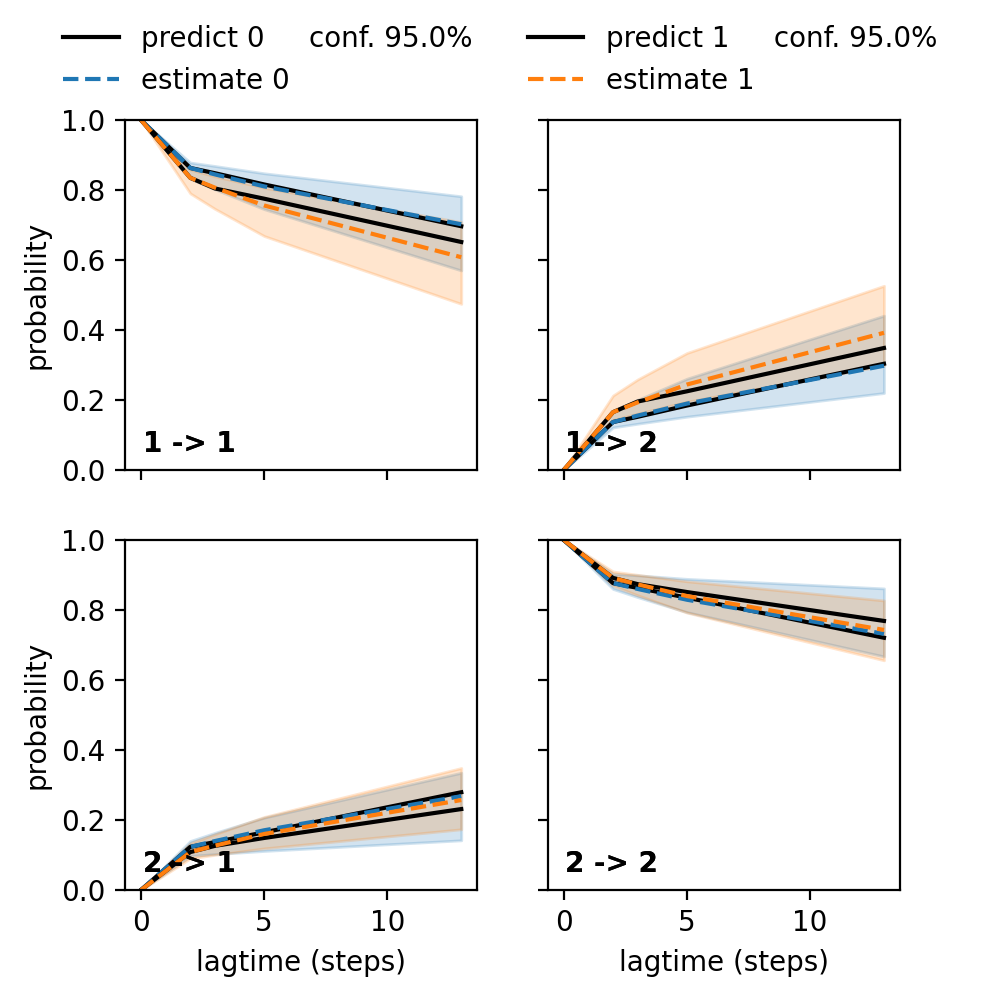 predict 0 conf. 95.0% predict 1 conf. 95.0%
estimate 0 estimate 1
1.0
0.8
0.6
0.4
0.2
0.0
probability
1 -> 1
1 -> 2
1.0
0.8
0.6
0.4
0.2
0.0
probability
2 -> 1
2 -> 2
0 5 10
0 5 10
lagtime (steps)
lagtime (steps)